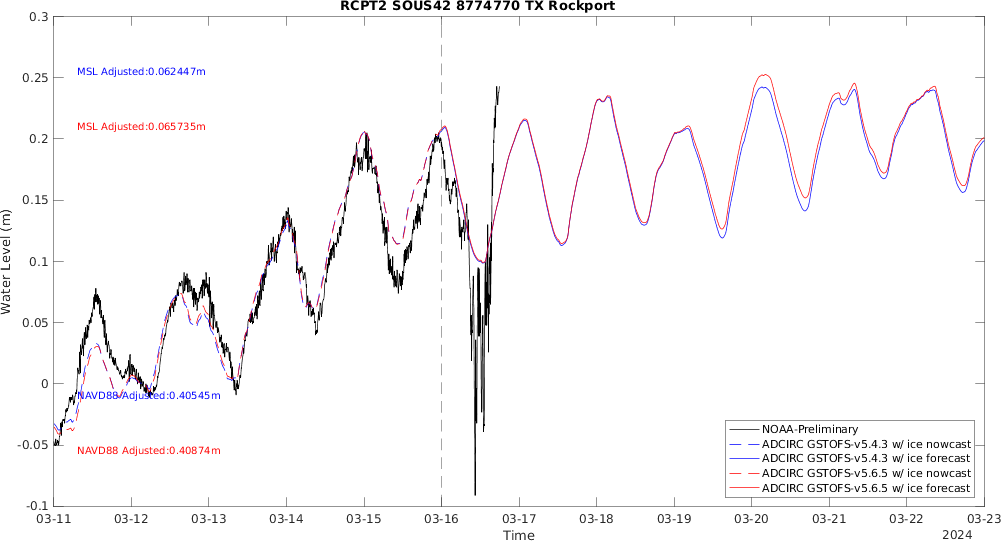 RCPT2 SOUS42 8774770 TX Rockport
0.3
0.25
0.2
0.15
0.1
0.05
0
-0.05
-0.1
Water Level (m)
MSL Adjusted:0.062447m
MSL Adjusted:0.065735m
NAVD88 Adjusted:0.40545m
NAVD88 Adjusted:0.40874m
NOAA-Preliminary
ADCIRC GSTOFS-v5.4.3 w/ ice nowcast
ADCIRC GSTOFS-v5.4.3 w/ ice forecast
ADCIRC GSTOFS-v5.6.5 w/ ice nowcast
ADCIRC GSTOFS-v5.6.5 w/ ice forecast
03-11 03-12 03-13 03-14 03-15 03-16 03-17 03-18 03-19 03-20 03-21 03-22 03-23
Time
2024